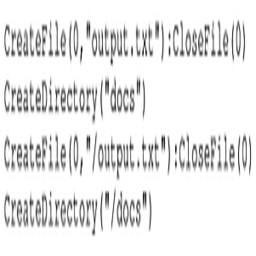 CreateFile(0,"output.txt"):CloseFile(0)
CreateDirectory("docs")
CreateFile(0,"/output.txt"):CloseFile(0)
CreateDirectory("/docs")